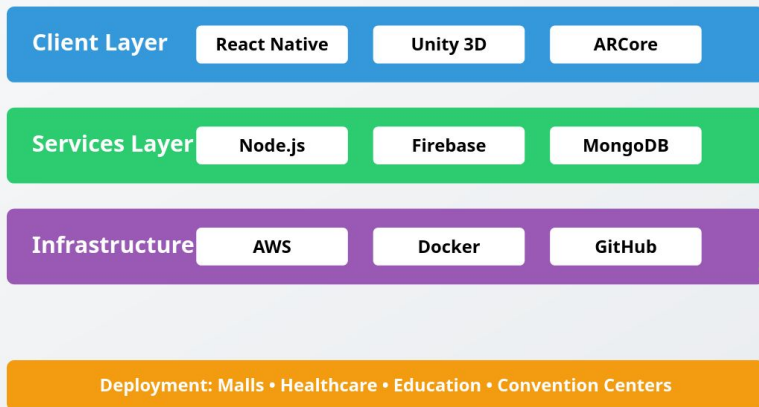 Client Layer React Native Unity 3D ARCore
Services Layer Node.js Firebase MongoDB
Infrastructure AWS Docker GitHub
Deployment: Malls • Healthcare • Education • Convention Centers